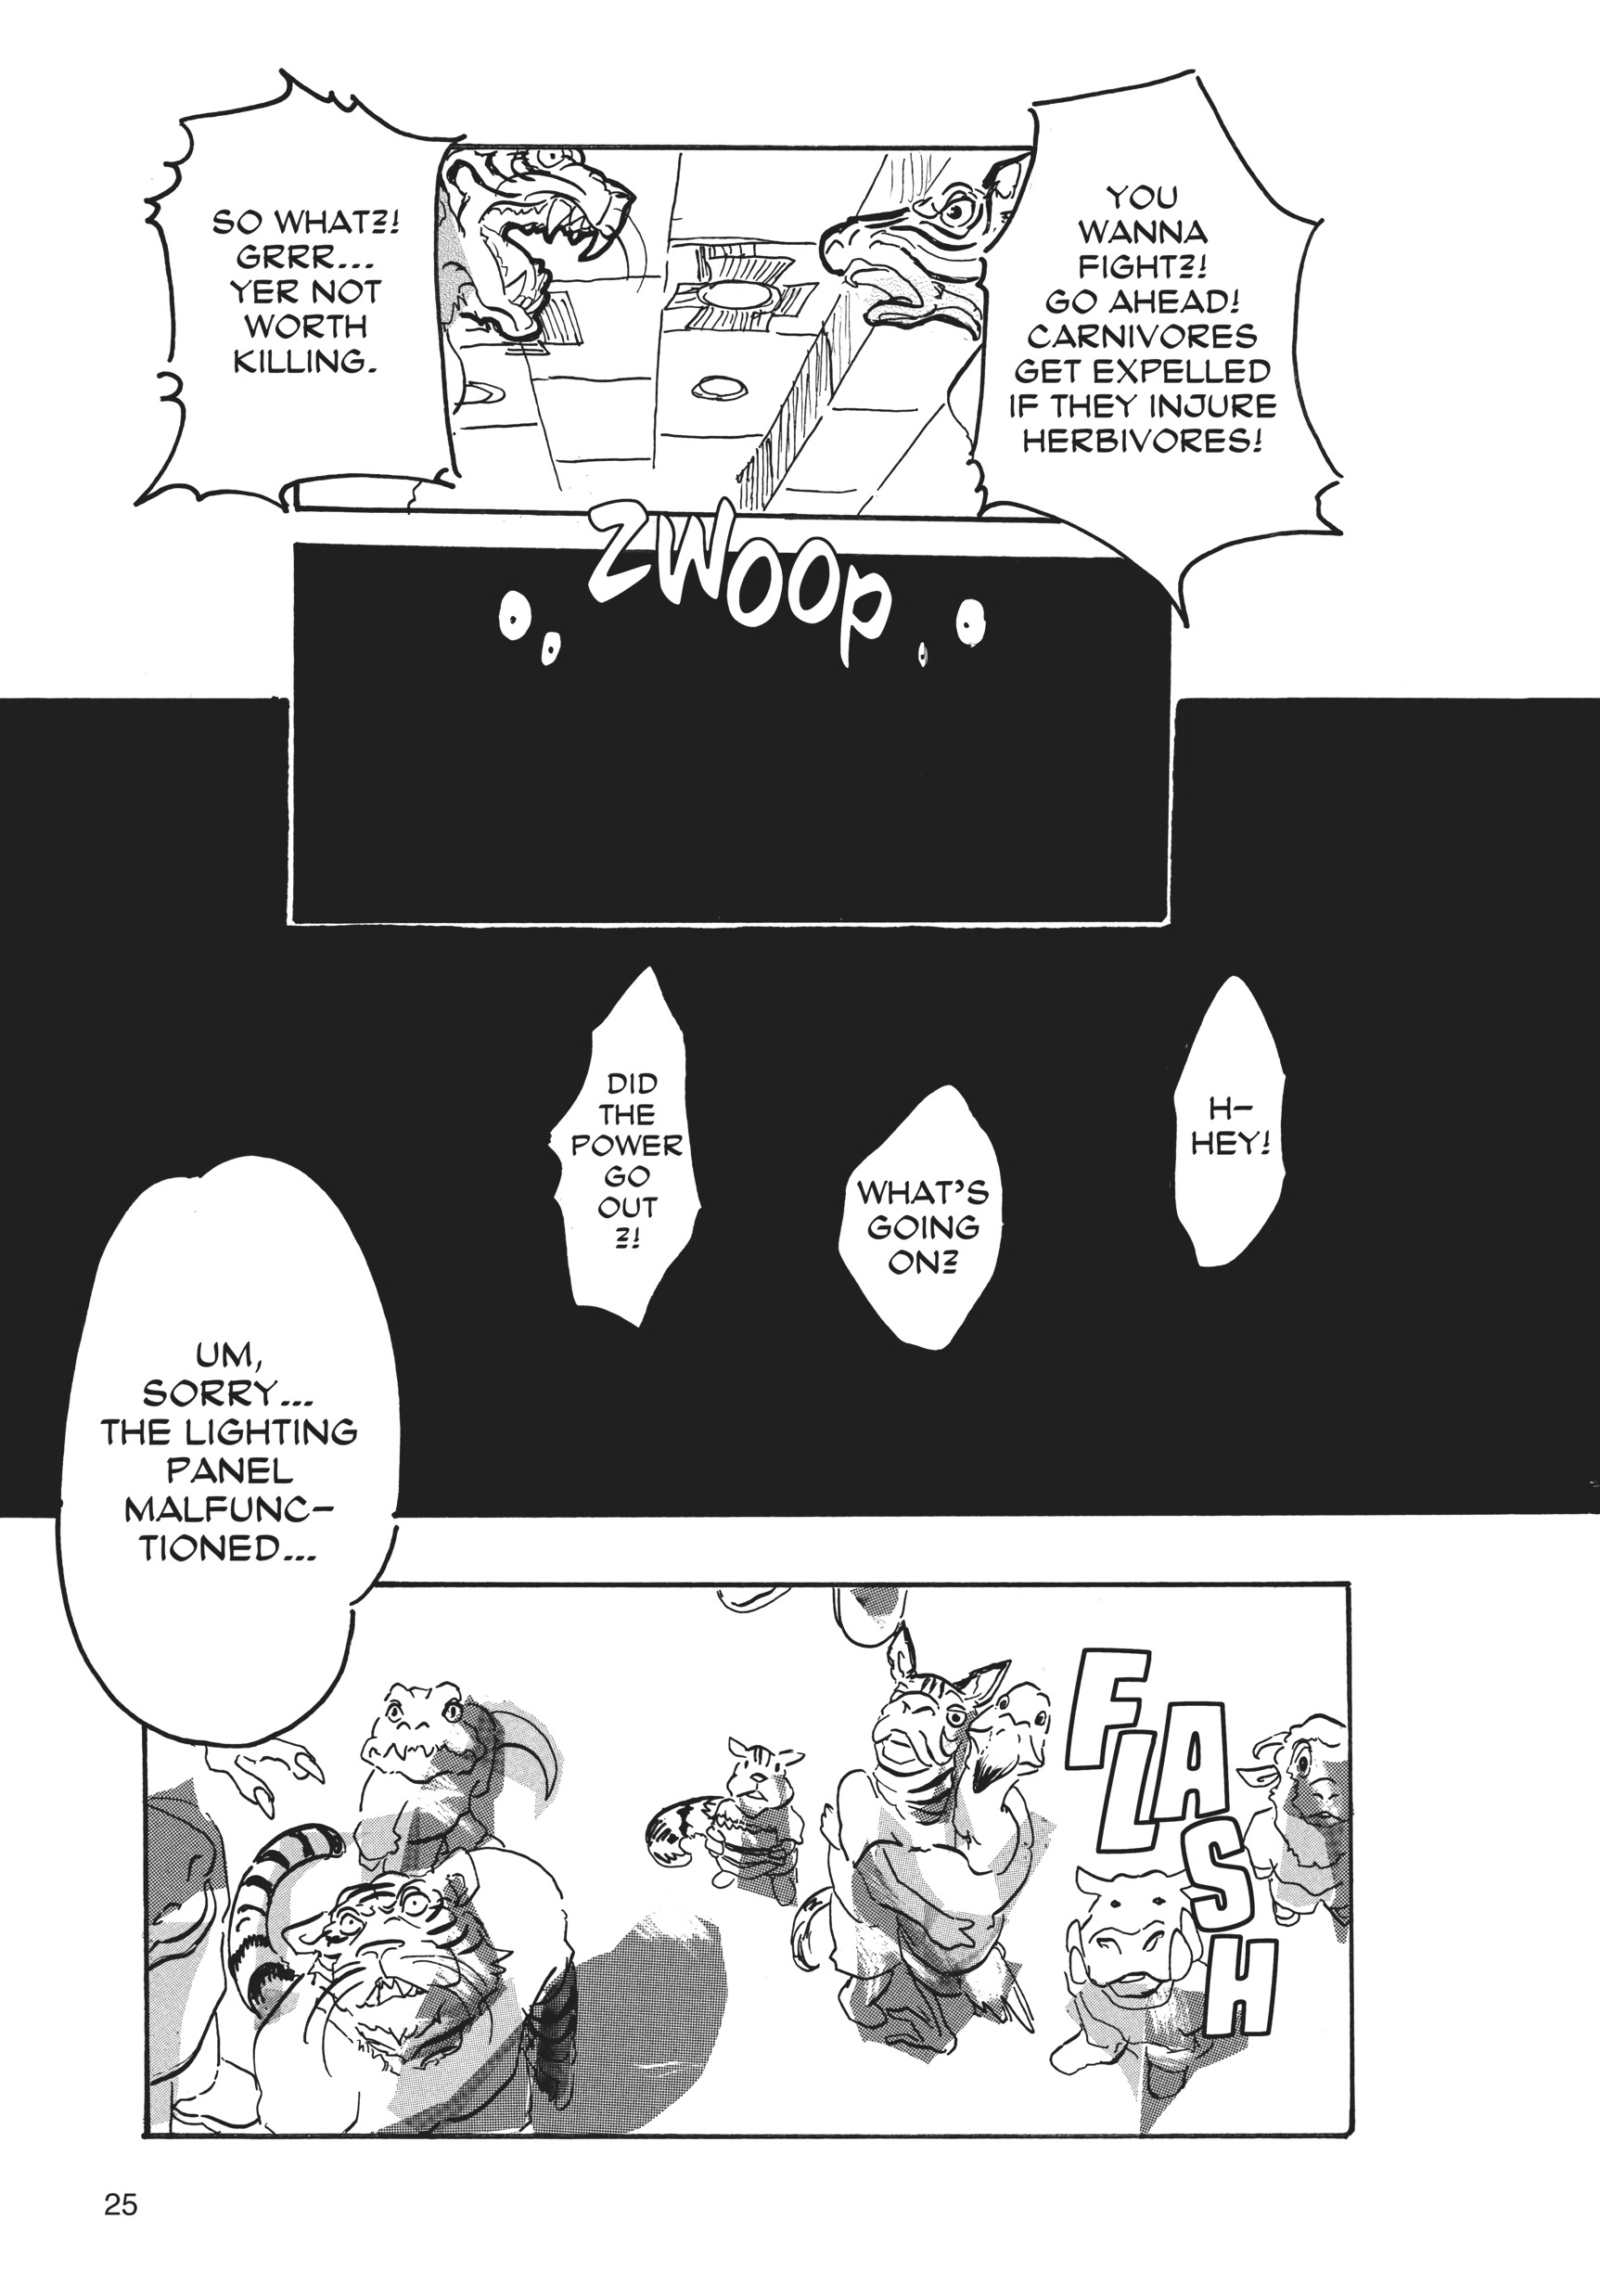 YOU
WANNA
FIGHT?!
GO AHEAD!
CARNIVORES
GET EXPELLED
IF THEY INJURE
HERBIVORES!
SO WHAT?!
GRRR...
YER NOT
WORTH
KILLING.
ZWOOP
H-
HEY!
WHAT'S
GOING
ON?
DID
THE
POWER
GO
OUT
?!
UM,
SORRY...
THE LIGHTING
PANEL
MALFUNC-
TIONED...
FLASH
25